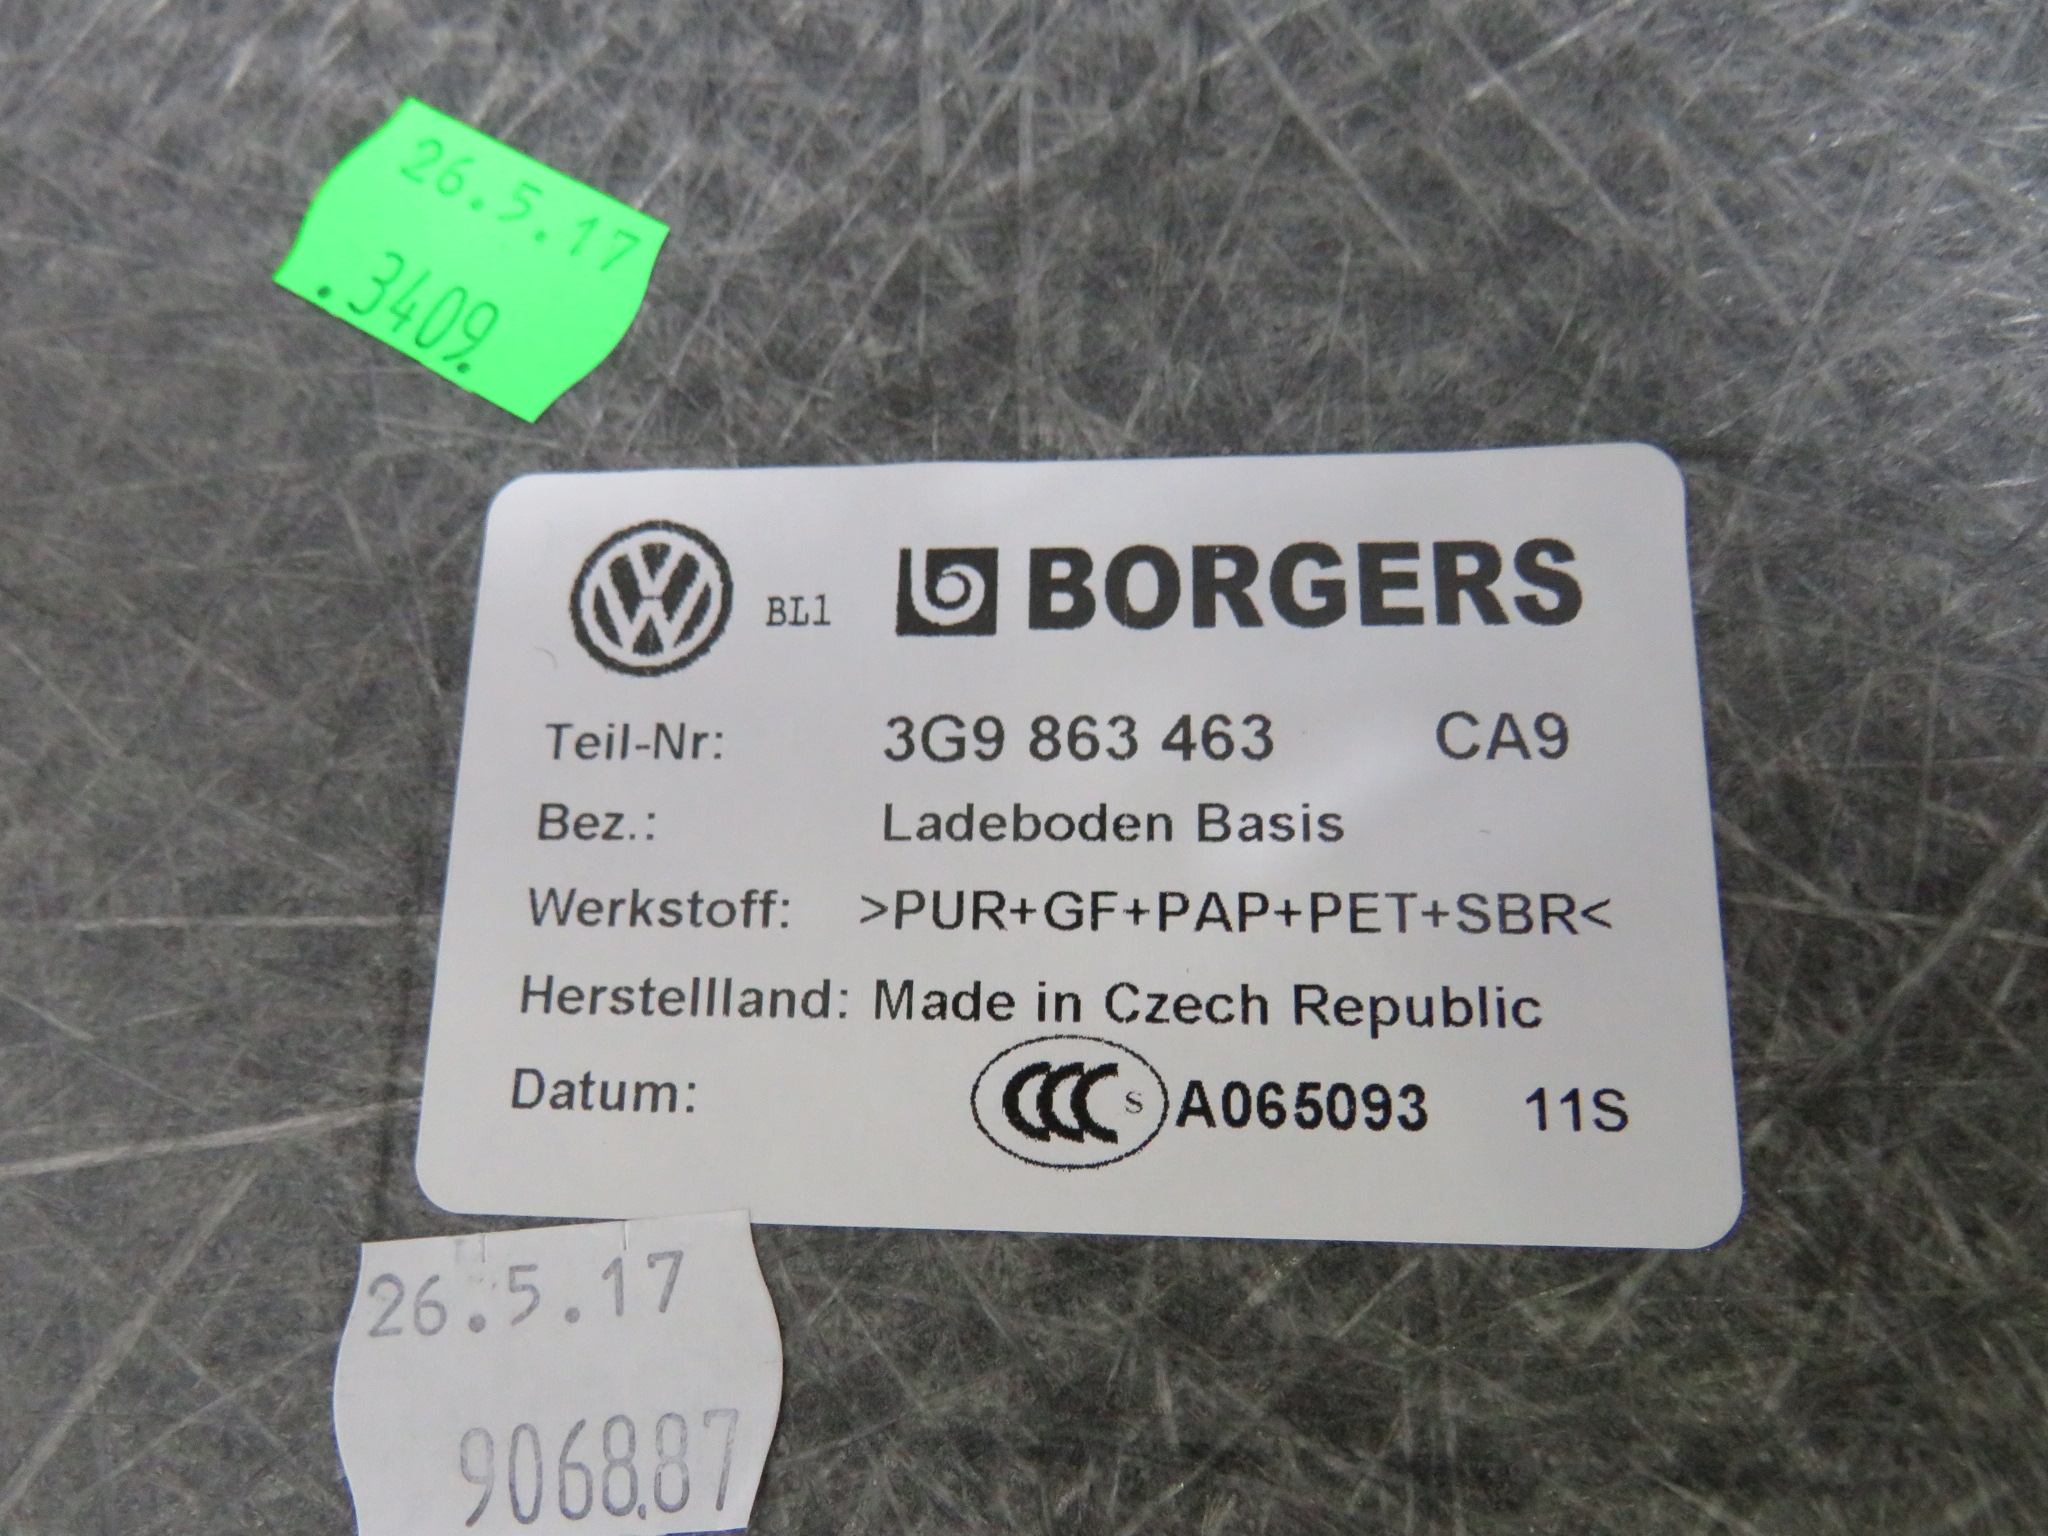 26.5.17
.3409.
BL1 BORGERS
Teil-Nr: 3G9 863 463 CA9
Bez.: Ladeboden Basis
Werkstoff: >PUR+GF+PAP+PET+SBR<
Herstellland: Made in Czech Republic
Datum: CCC S A065093 11S
26.5.17
9068.87